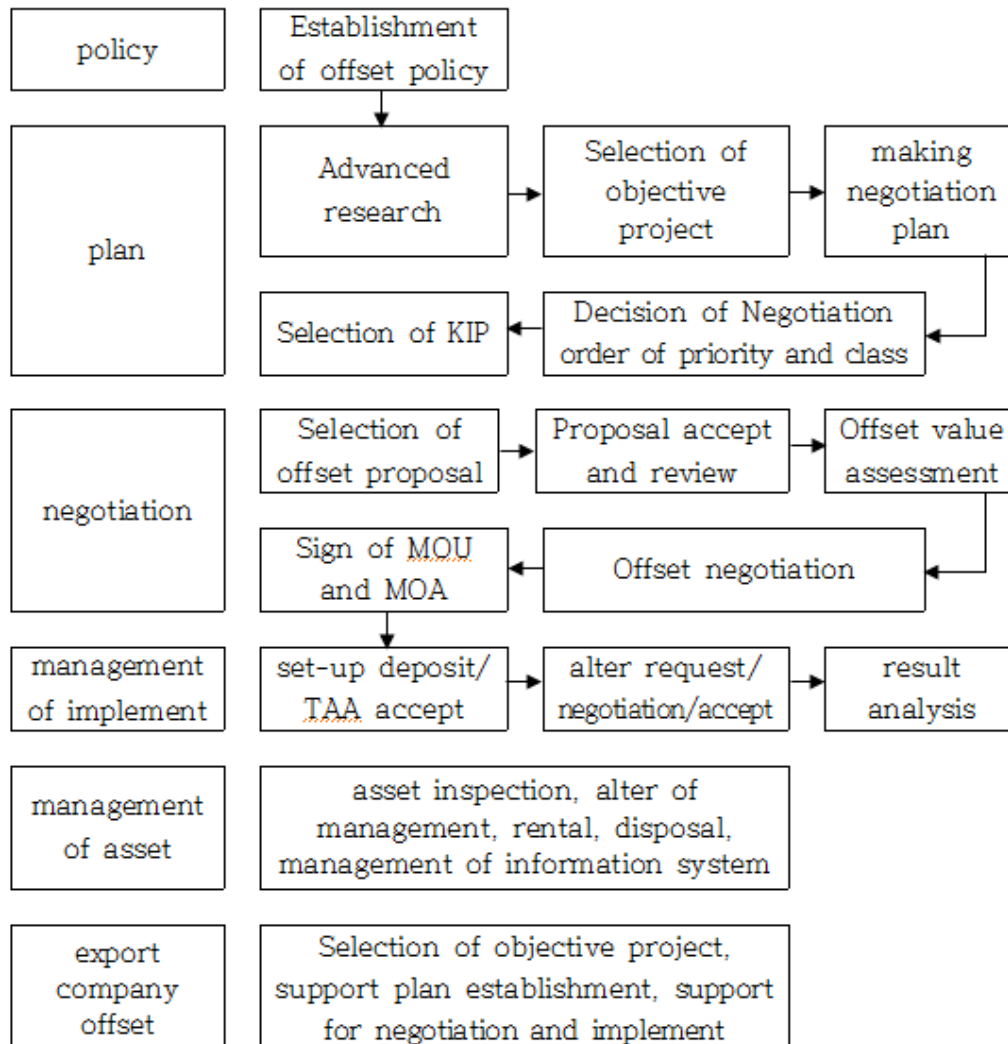 policy
Establishment
of offset policy
plan
Advanced
research
Selection of
objective
project
making
negotiation
plan
Selection of KIP
Decision of Negotiation
order of priority and class
negotiation
Selection of
offset proposal
Proposal accept
and review
Offset value
assessment
Sign of MOU
and MOA
Offset negotiation
management
of implement
set-up deposit/
TAA accept
alter request/
negotiation/accept
result
analysis
management
of asset
asset inspection, alter of
management, rental, disposal,
management of information system
export
company
offset
Selection of objective project,
support plan establishment, support
for negotiation and implement